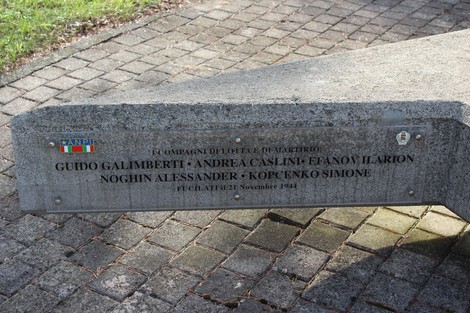 ANPI
I COMPAGNI DI LOTTA E DI MARTIRIO:
GUIDO GALIMBERTI • ANDREA CASLINI • EFANOV ILARION
NOGHIN ALESSANDER • KOPCENKO SIMONE
FUCILATI il 21 Novembre 1944